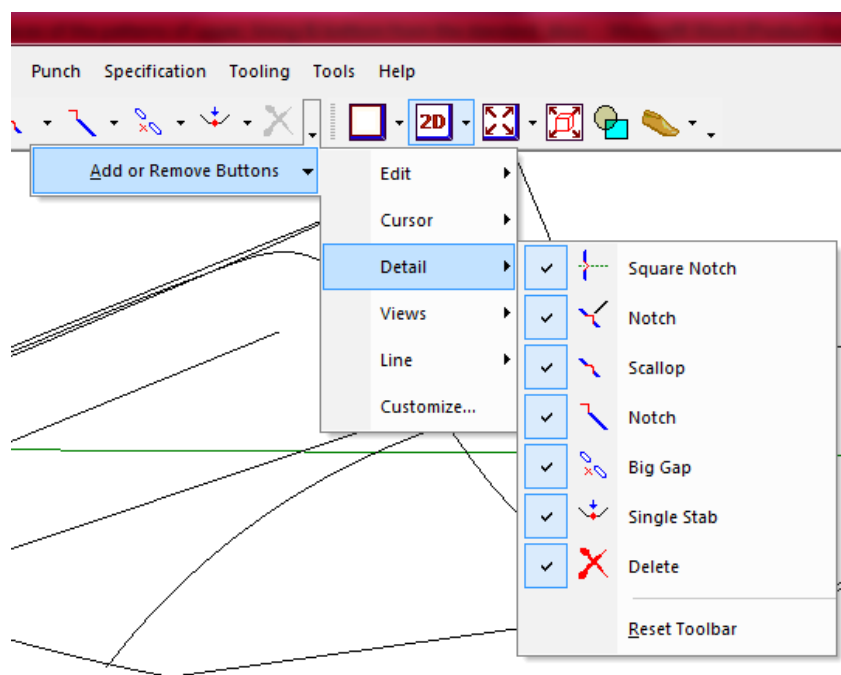 Punch Specification Tooling Tools Help
2D
Add or Remove Buttons
Edit
Cursor
Detail
Views
Line
Customize...
Square Notch
Notch
Scallop
Notch
Big Gap
Single Stab
Delete
Reset Toolbar